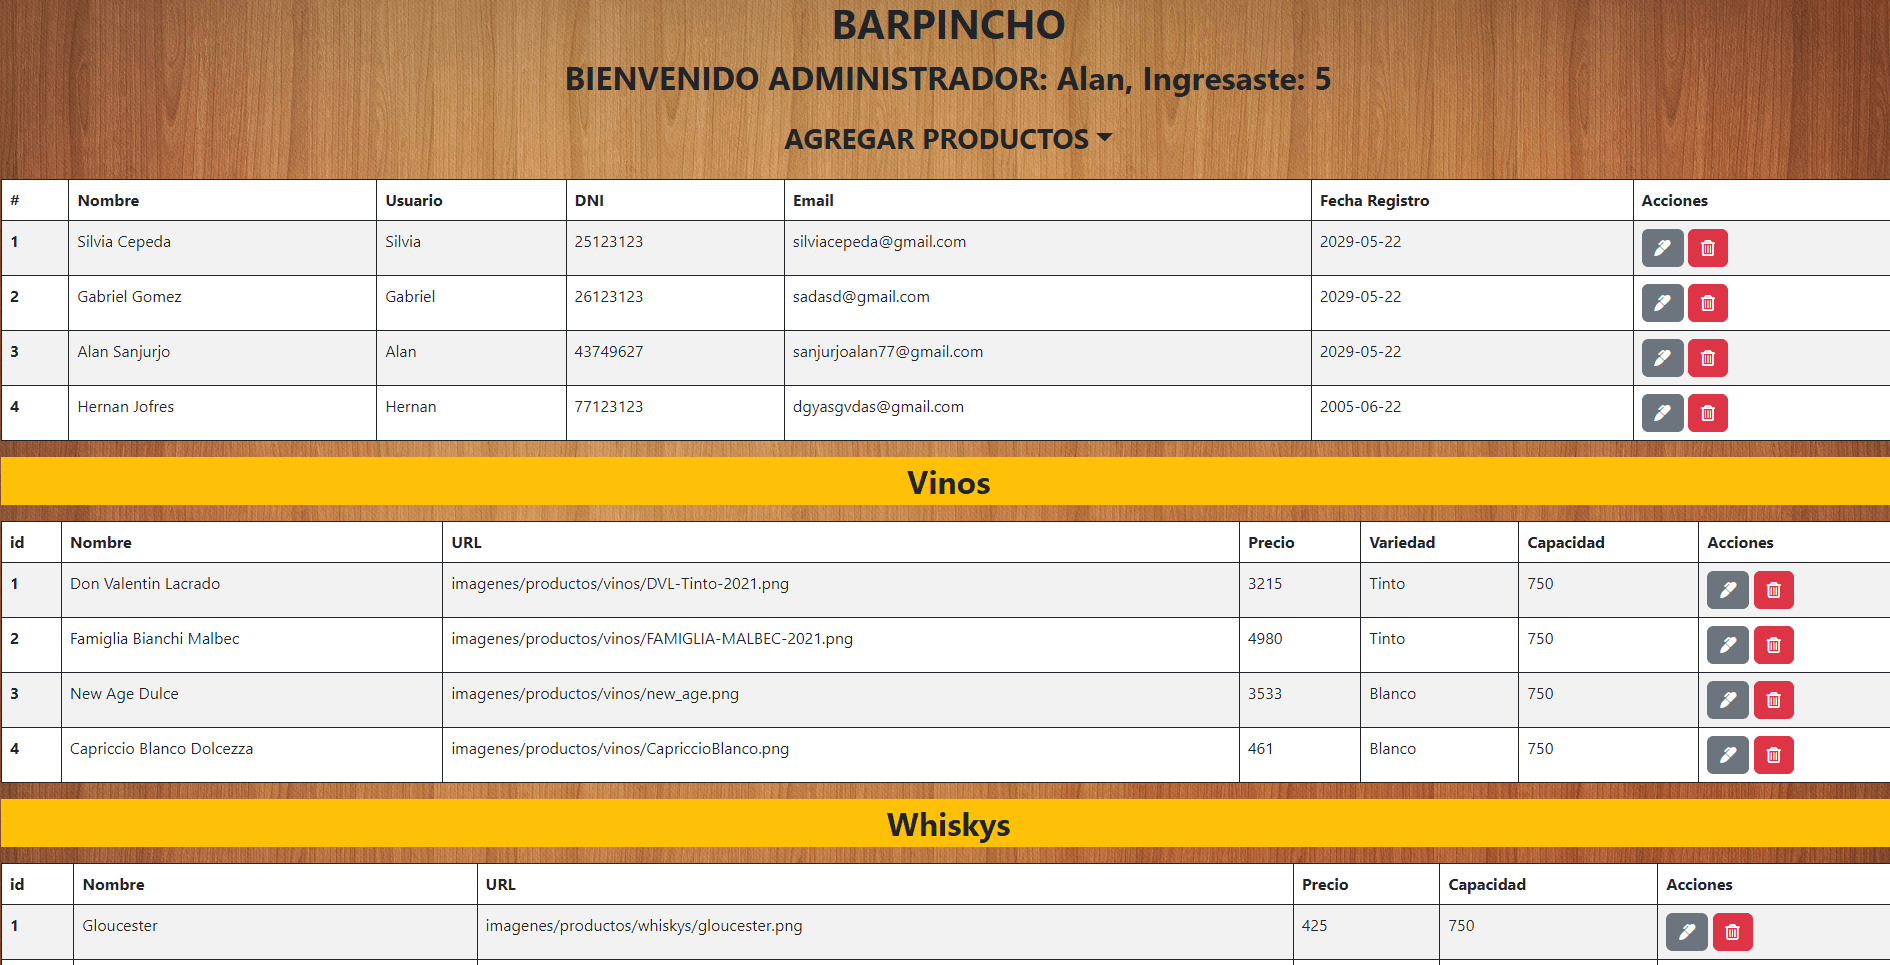 BARPINCHO
BIENVENIDO ADMINISTRADOR: Alan, Ingresaste: 5
AGREGAR PRODUCTOS
# Nombre Usuario DNI Email Fecha Registro Acciones
1 Silvia Cepeda Silvia 25123123 silviacepeda@gmail.com 2029-05-22
2 Gabriel Gomez Gabriel 26123123 sadasd@gmail.com 2029-05-22
3 Alan Sanjurjo Alan 43749627 sanjurjoalan77@gmail.com 2029-05-22
4 Hernan Jofres Hernan 77123123 dgyasgvdas@gmail.com 2005-06-22
Vinos
id Nombre URL Precio Variedad Capacidad Acciones
1 Don Valentin Lacrado imagenes/productos/vinos/DVL-Tinto-2021.png 3215 Tinto 750
2 Famiglia Bianchi Malbec imagenes/productos/vinos/FAMIGLIA-MALBEC-2021.png 4980 Tinto 750
3 New Age Dulce imagenes/productos/vinos/new_age.png 3533 Blanco 750
4 Capriccio Blanco Dolcezza imagenes/productos/vinos/CapriccioBlanco.png 461 Blanco 750
Whiskys
id Nombre URL Precio Capacidad Acciones
1 Gloucester imagenes/productos/whiskys/gloucester.png 425 750